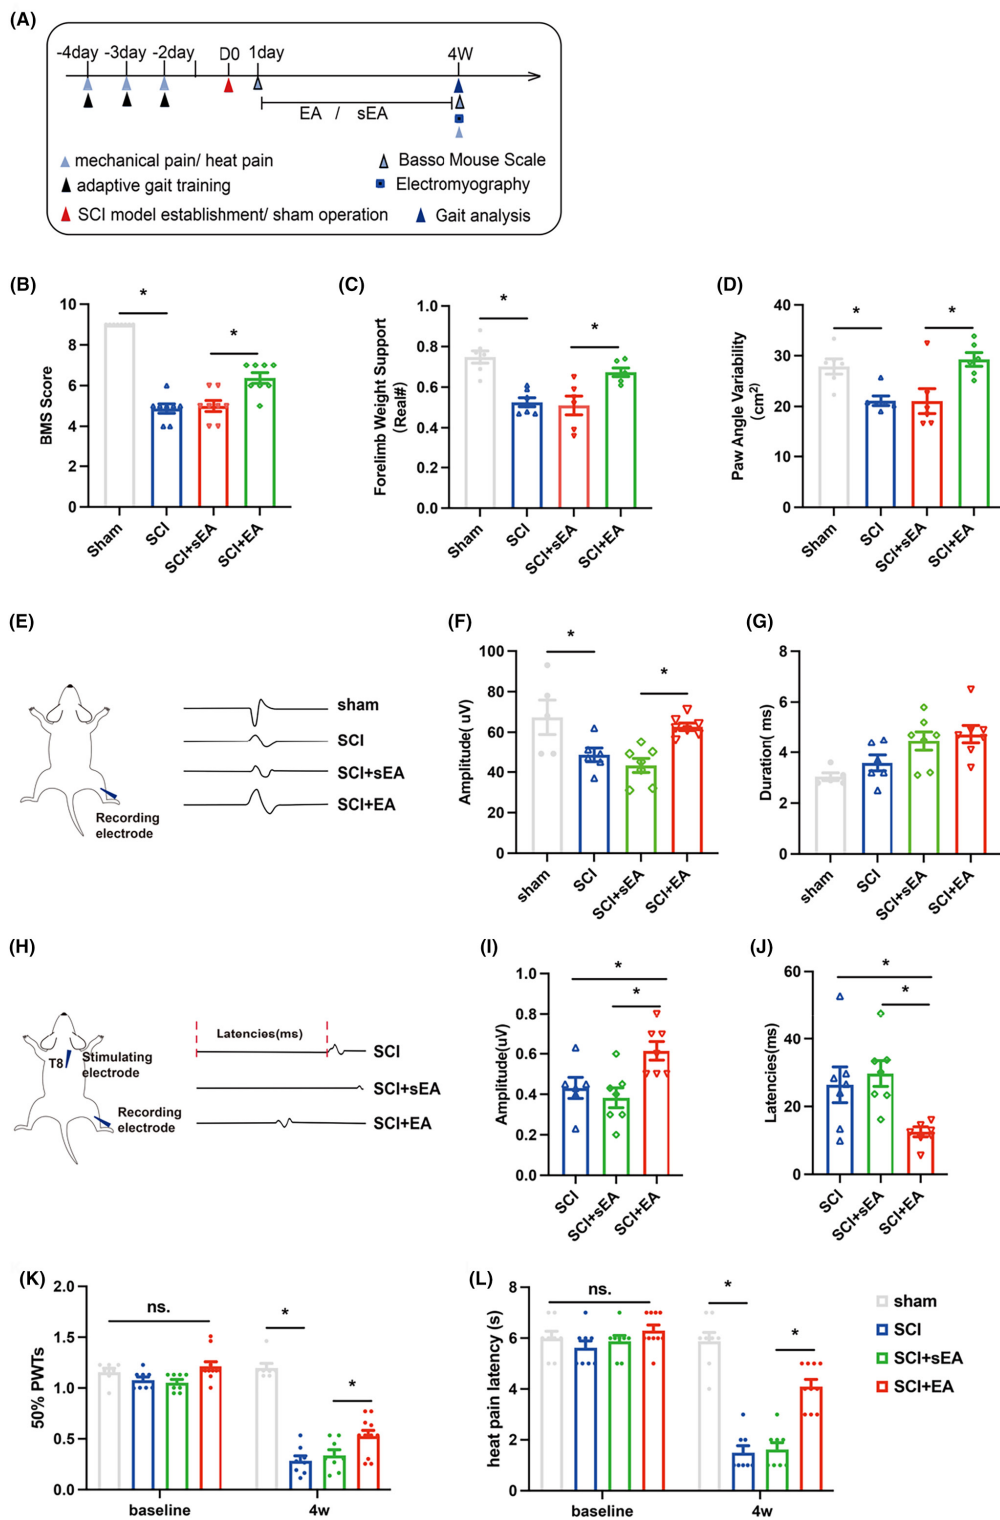 (A)
-4day -3day -2day D0 1day 4W
EA / sEA
mechanical pain/ heat pain
Basso Mouse Scale
adaptive gait training
Electromyography
SCI model establishment/ sham operation
Gait analysis
(B)
*
*
BMS Score
10
8
6
4
2
0
Sham
SCI
SCI+sEA
SCI+EA
(C)
*
*
Forelimb Weight Support
(Real#)
1.0
0.8
0.6
0.4
0.2
0.0
Sham
SCI
SCI+sEA
SCI+EA
(D)
*
*
Paw Angle Variability
(cm²)
40
30
20
10
0
Sham
SCI
SCI+sEA
SCI+EA
(E)
sham
SCI
SCI+sEA
SCI+EA
Recording
electrode
(F)
*
*
Amplitude( uV)
100
80
60
40
20
0
sham
SCI
SCI+sEA
SCI+EA
(G)
Duration( ms)
8
6
4
2
0
sham
SCI
SCI+sEA
SCI+EA
(H)
T8
Stimulating
electrode
Recording
electrode
Latencies(ms)
SCI
SCI+sEA
SCI+EA
(I)
*
*
Amplitude(uV)
1.0
0.8
0.6
0.4
0.2
0.0
SCI
SCI+sEA
SCI+EA
(J)
*
*
Latencies(ms)
60
40
20
0
SCI
SCI+sEA
SCI+EA
(K)
ns.
*
*
50% PWTs
2.0
1.5
1.0
0.5
0.0
baseline
4w
(L)
ns.
*
*
heat pain latency (s)
8
6
4
2
0
baseline
4w
sham
SCI
SCI+sEA
SCI+EA